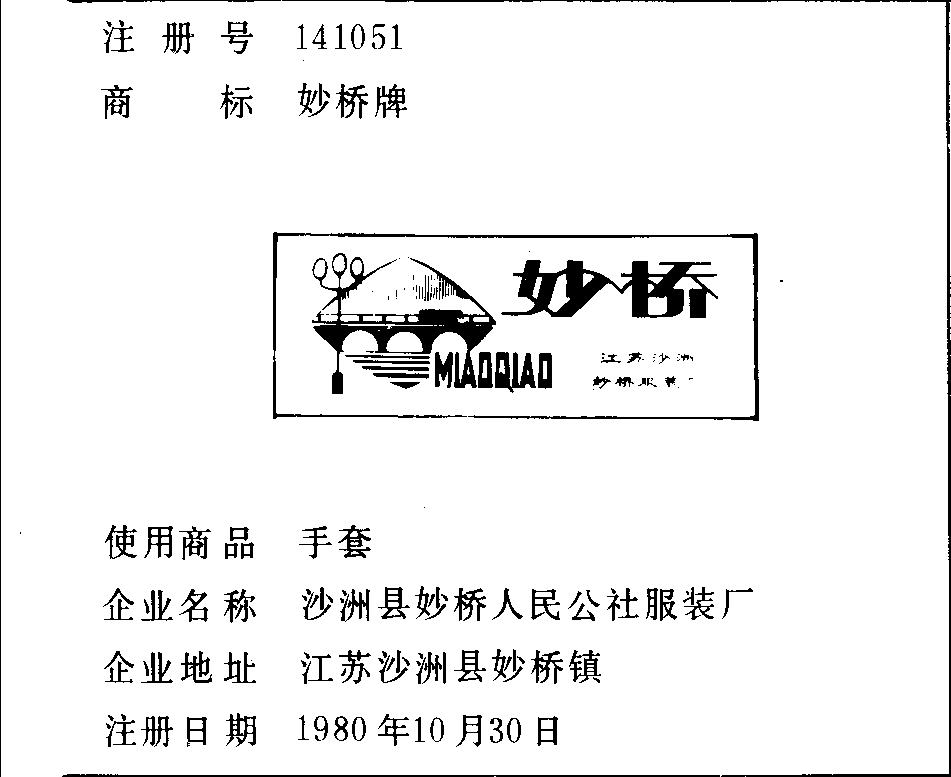 注册号 141051
商标 妙桥牌
妙桥
MIAOQIAO
江苏沙洲
妙桥服装厂
使用商品 手套
企业名称 沙洲县妙桥人民公社服装厂
企业地址 江苏沙洲县妙桥镇
注册日期 1980年10月30日